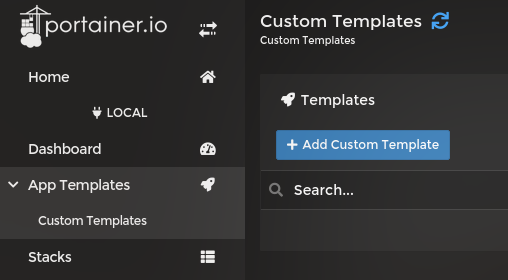 portainer.io
Home
LOCAL
Dashboard
App Templates
Custom Templates
Stacks
Custom Templates
Custom Templates
Templates
Add Custom Template
Search...